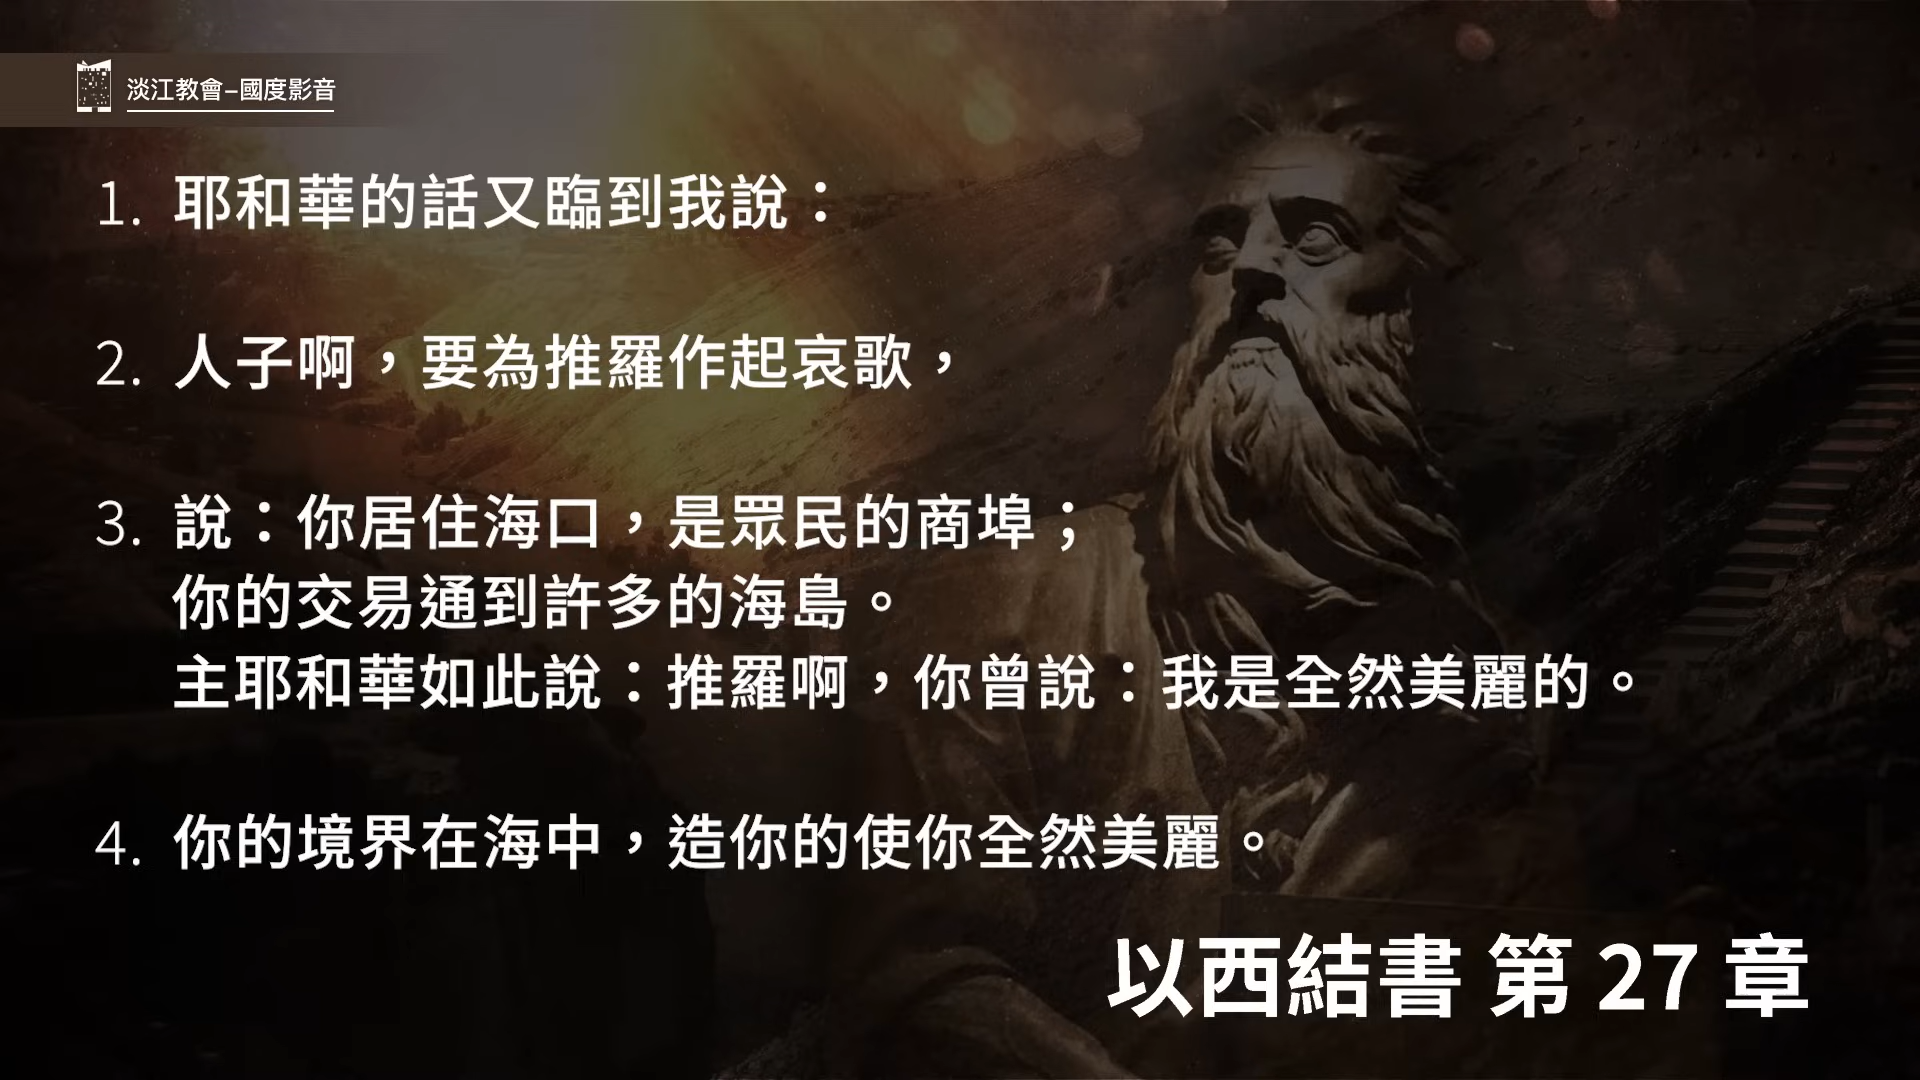 淡江教會–國度影音
1. 耶和華的話又臨到我說：
2. 人子啊，要為推羅作起哀歌，
3. 說：你居住海口，是眾民的商埠；
你的交易通到許多的海島。
主耶和華如此說：推羅啊，你曾說：我是全然美麗的。
4. 你的境界在海中，造你的使你全然美麗。
以西結書 第 27 章